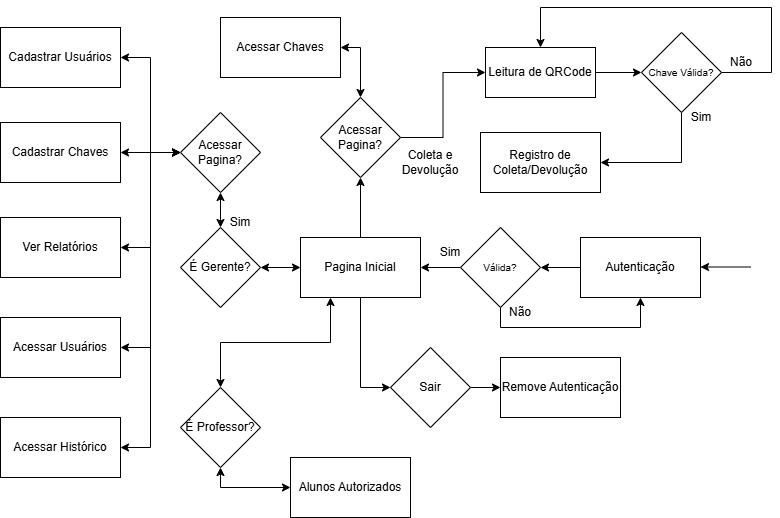 Acessar Chaves
Cadastrar Usuários
Leitura de QRCode
Chave Válida?
Não
Sim
Acessar
Pagina?
Coleta e
Devolução
Registro de
Coleta/Devolução
Cadastrar Chaves
Acessar
Pagina?
Sim
Ver Relatórios
É Gerente?
Pagina Inicial
Sim
Válida?
Não
Autenticação
Acessar Usuários
Sair
Remove Autenticação
É Professor?
Acessar Histórico
Alunos Autorizados